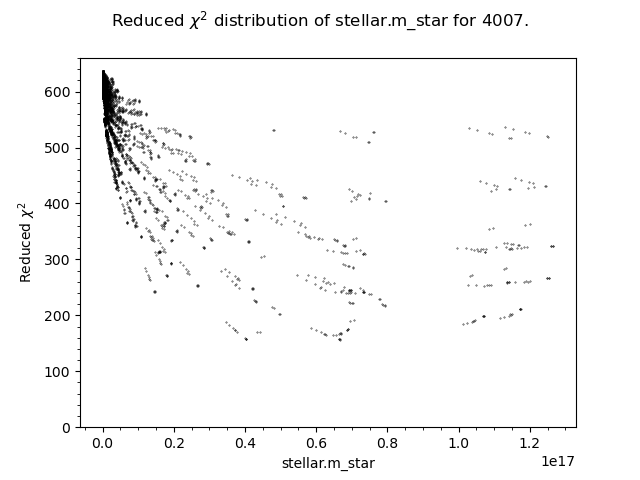 Reduced χ² distribution of stellar.m_star for 4007.
Reduced χ²
600
500
400
300
200
100
0
0.0 0.2 0.4 0.6 0.8 1.0 1.2
1e17
stellar.m_star